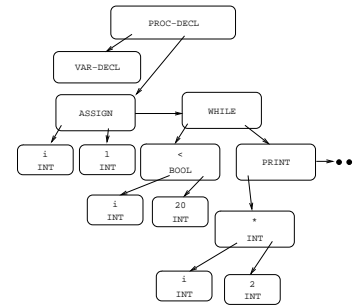 PROC-DECL
VAR-DECL
ASSIGN
WHILE
i
INT
1
INT
<
BOOL
PRINT
i
INT
20
INT
*
INT
i
INT
2
INT